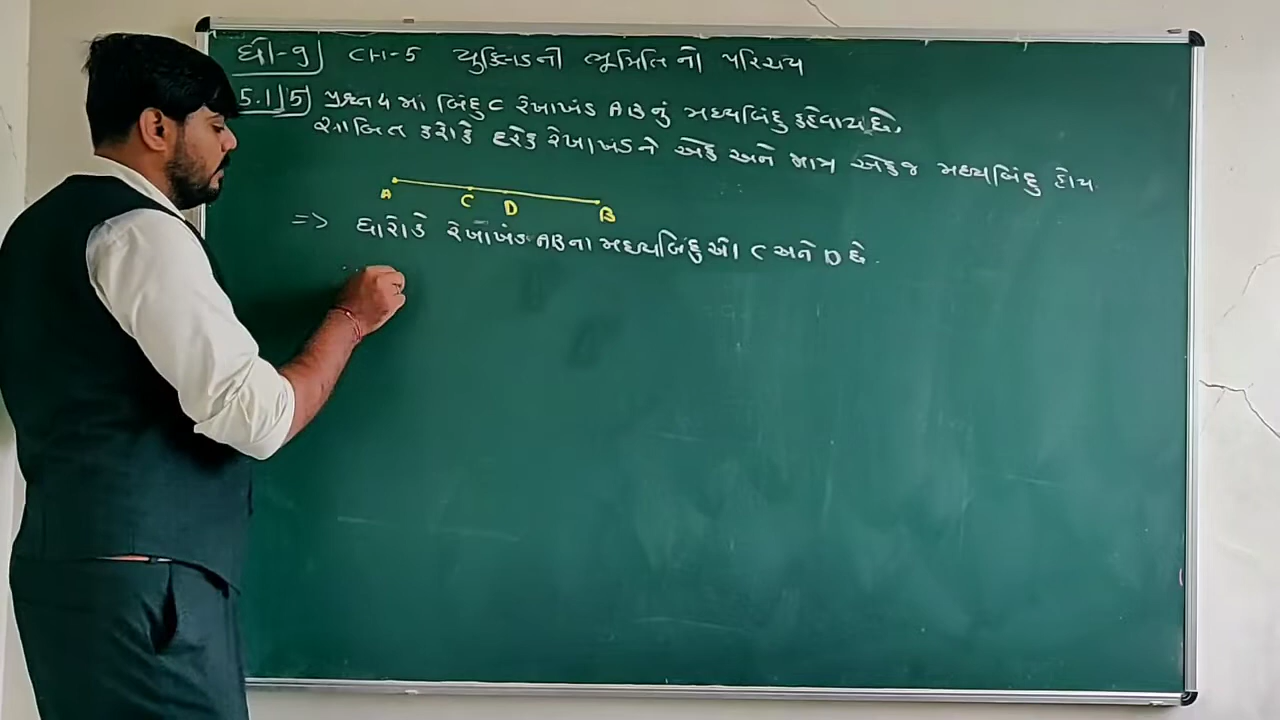 ધો-૧૦ CH-5 યુક્લિડની ભૂમિતિનો પરિચય
5.1|5| પ્રશ્ન 4 માં બિંદુ C રેખાખંડ AB નું મધ્યબિંદુ કહેવાય છે.
સાબિત કરો કે દરેક રેખાખંડને એક અને માત્ર એક જ મધ્યબિંદુ હોય
A C D B
=> ધારો કે રેખાખંડ AB ના મધ્યબિંદુઓ C અને D છે.